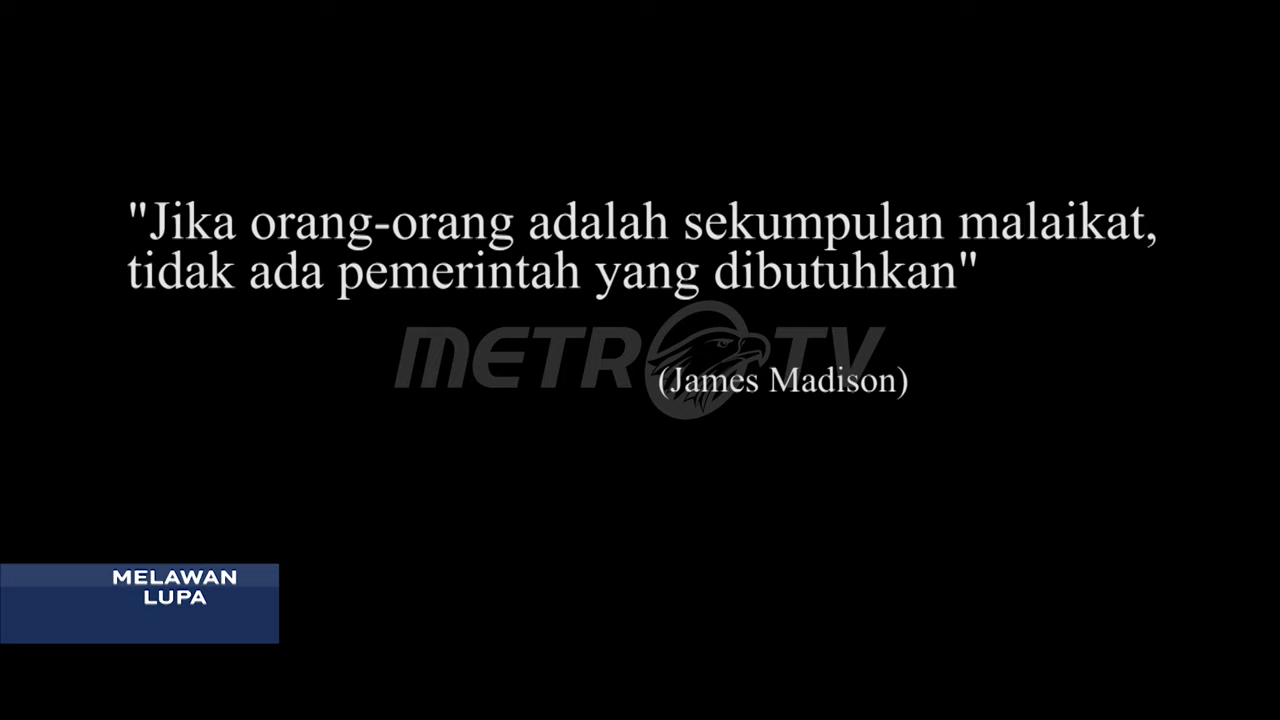 "Jika orang-orang adalah sekumpulan malaikat,
tidak ada pemerintah yang dibutuhkan"
METRO TV
(James Madison)
MELAWAN
LUPA